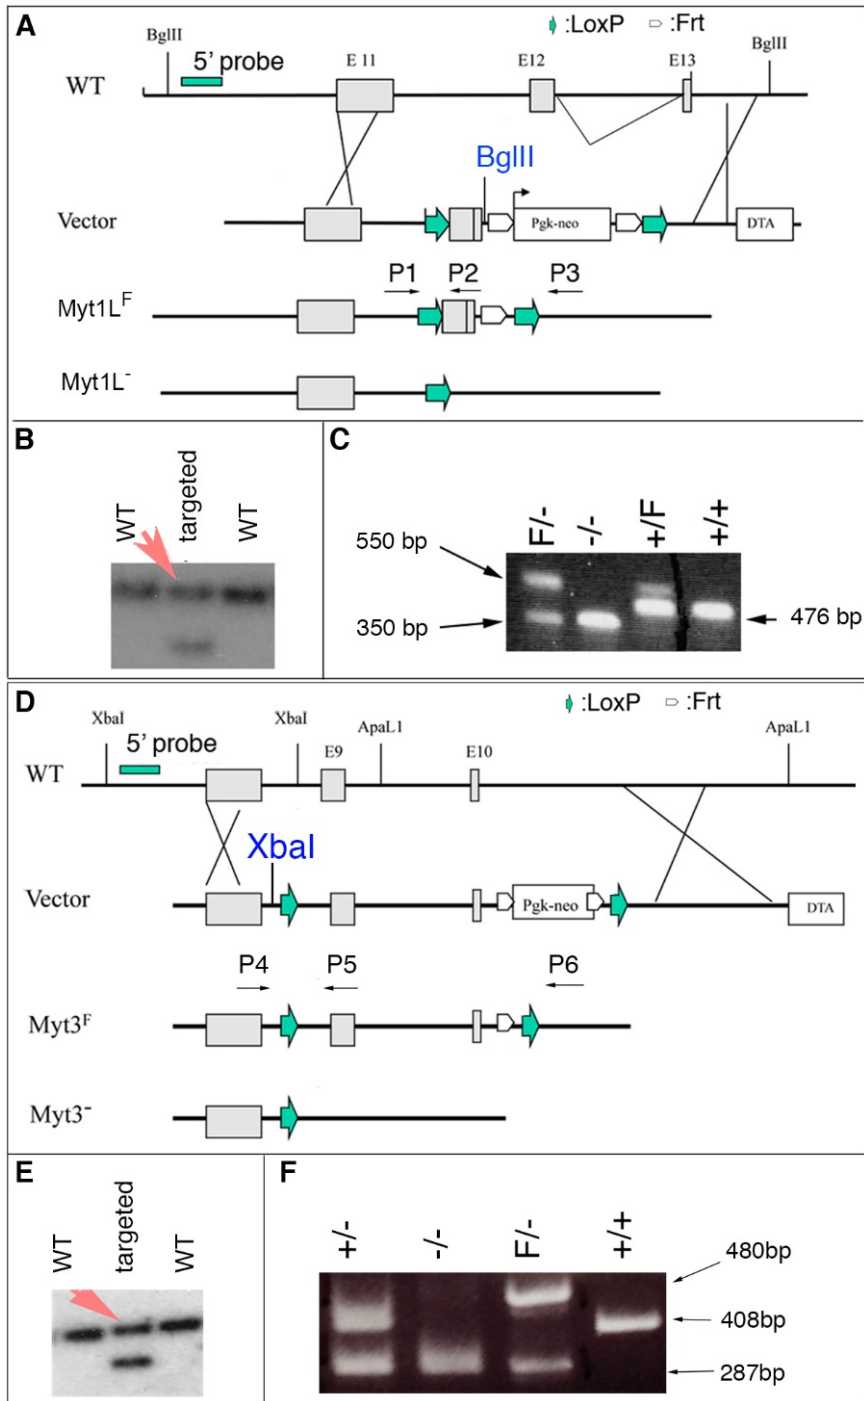 A
:LoxP :Frt
BglII
5' probe
E 11
E12
E13
BglII
WT
BglII
Vector
Pgk-neo
DTA
P1
P2
P3
Myt1L^F
Myt1L^-
B
WT
targeted
WT
C
F/-
-/-
+/F
+/+
550 bp
350 bp
476 bp
D
:LoxP :Frt
XbaI
5' probe
XbaI
E9
ApaL1
E10
ApaL1
WT
XbaI
Vector
Pgk-neo
DTA
P4
P5
P6
Myt3^F
Myt3^-
E
WT
targeted
WT
F
+/-
-/-
F/-
+/+
480bp
408bp
287bp